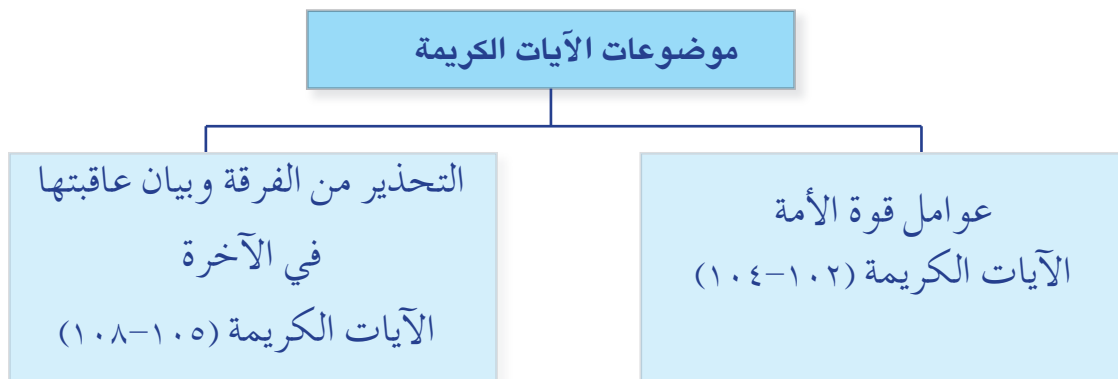 موضوعات الآيات الكريمة
عوامل قوة الأمة
الآيات الكريمة (١٠٢-١٠٤)
التحذير من الفرقة وبيان عاقبتها
في الآخرة
الآيات الكريمة (١٠٥-١٠٨)